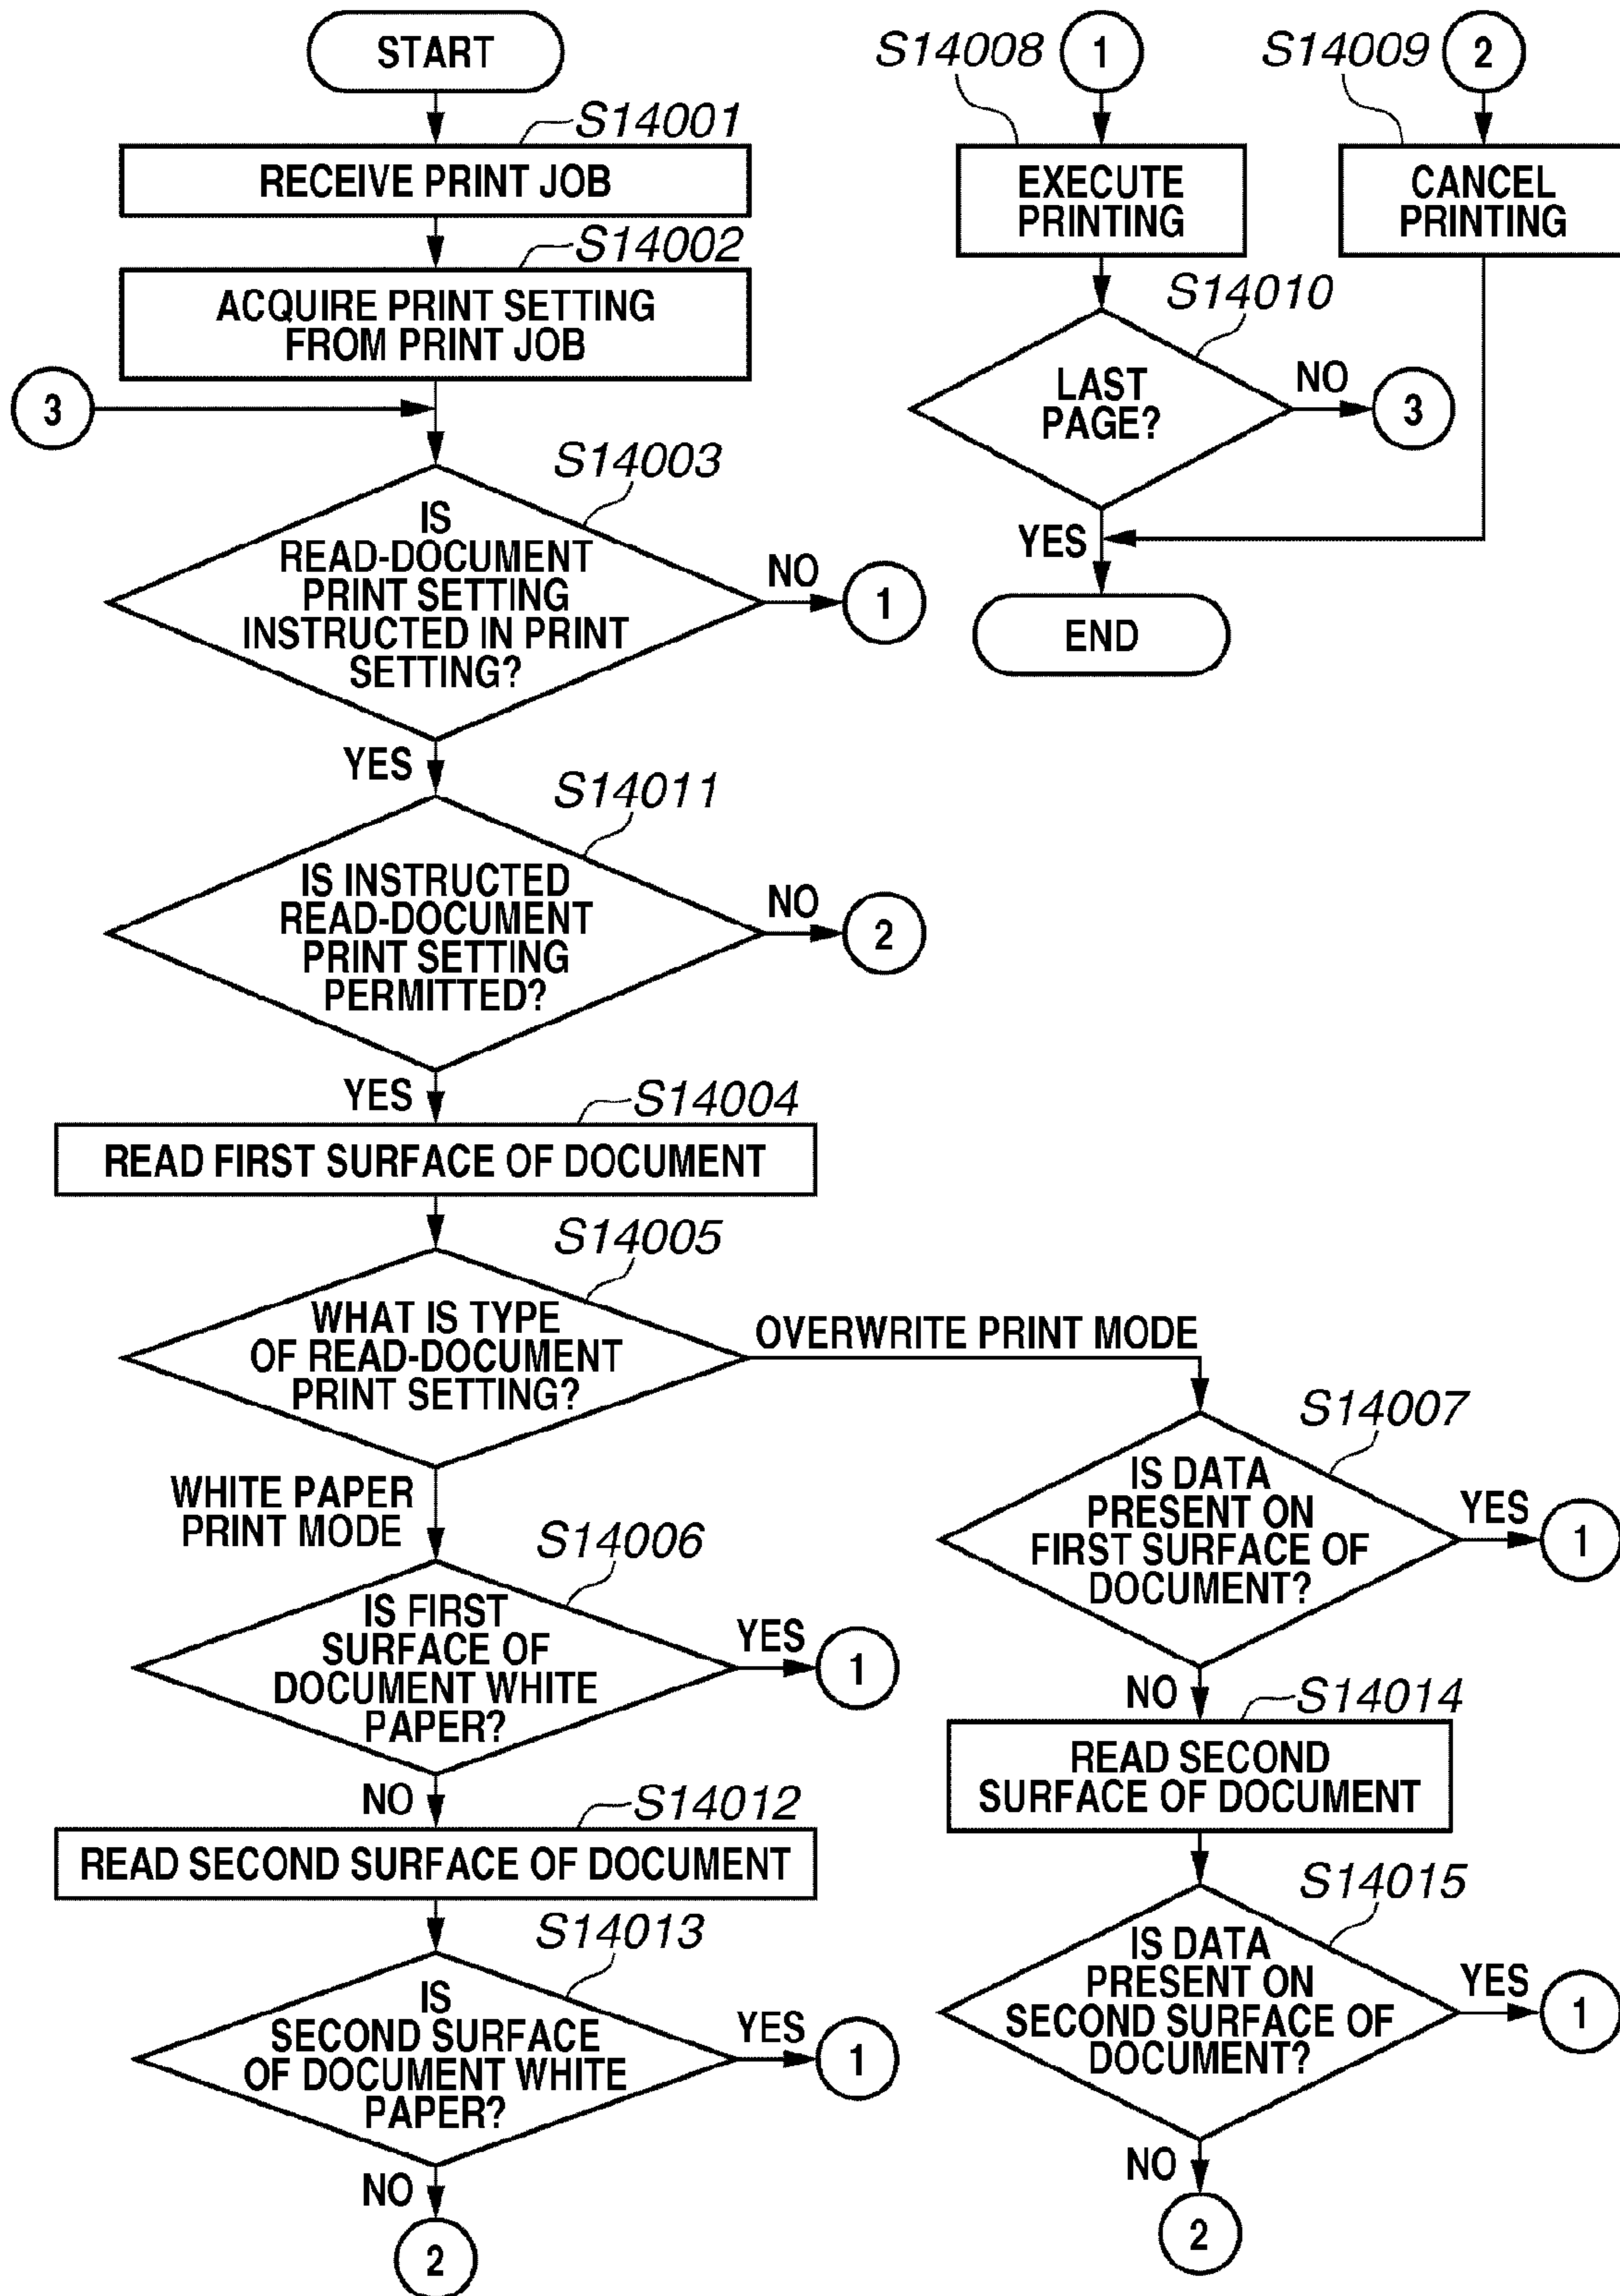 START
S14001
RECEIVE PRINT JOB
S14002
ACQUIRE PRINT SETTING
FROM PRINT JOB
3
S14003
IS
READ-DOCUMENT
PRINT SETTING
INSTRUCTED IN PRINT
SETTING?
NO
1
YES
S14011
IS INSTRUCTED
READ-DOCUMENT
PRINT SETTING
PERMITTED?
NO
2
YES
S14004
READ FIRST SURFACE OF DOCUMENT
S14005
WHAT IS TYPE
OF READ-DOCUMENT
PRINT SETTING?
OVERWRITE PRINT MODE
WHITE PAPER
PRINT MODE
S14006
IS FIRST
SURFACE OF
DOCUMENT WHITE
PAPER?
YES
1
NO
S14012
READ SECOND SURFACE OF DOCUMENT
S14013
IS
SECOND SURFACE
OF DOCUMENT WHITE
PAPER?
YES
1
NO
2
S14007
IS DATA
PRESENT ON
FIRST SURFACE OF
DOCUMENT?
YES
1
NO
S14014
READ SECOND
SURFACE OF DOCUMENT
S14015
IS DATA
PRESENT ON
SECOND SURFACE OF
DOCUMENT?
YES
1
NO
2
S14008
1
EXECUTE
PRINTING
S14010
LAST
PAGE?
NO
3
YES
END
S14009
2
CANCEL
PRINTING